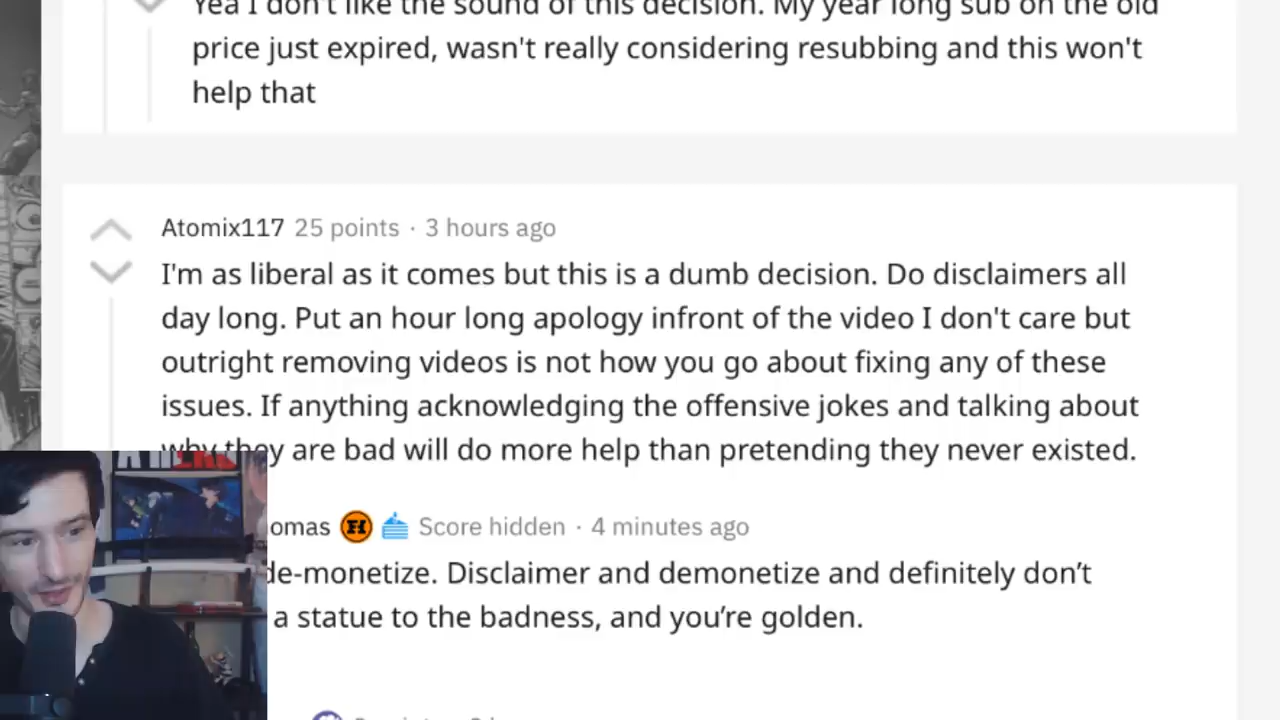 Yea I don't like the sound of this decision. My year long sub on the old
price just expired, wasn't really considering resubbing and this won't
help that
Atomix117 25 points · 3 hours ago
I'm as liberal as it comes but this is a dumb decision. Do disclaimers all
day long. Put an hour long apology infront of the video I don't care but
outright removing videos is not how you go about fixing any of these
issues. If anything acknowledging the offensive jokes and talking about
why they are bad will do more help than pretending they never existed.
omas Score hidden · 4 minutes ago
de-monetize. Disclaimer and demonetize and definitely don’t
a statue to the badness, and you’re golden.